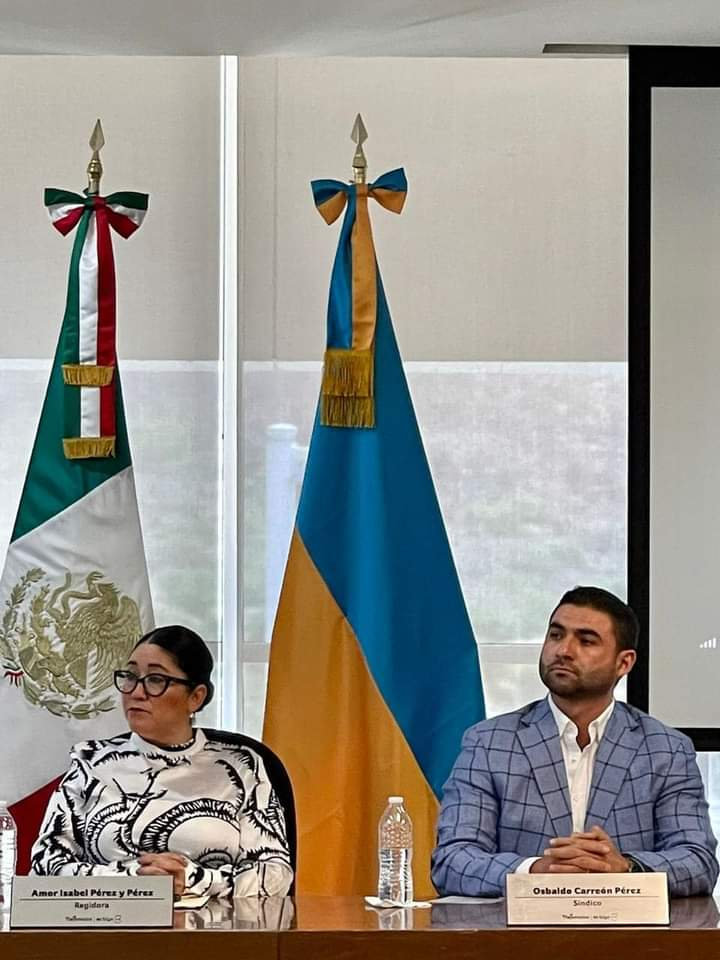 Amor Isabel Pérez y Pérez
Regidora
Osbaldo Carreón Pérez
Síndico